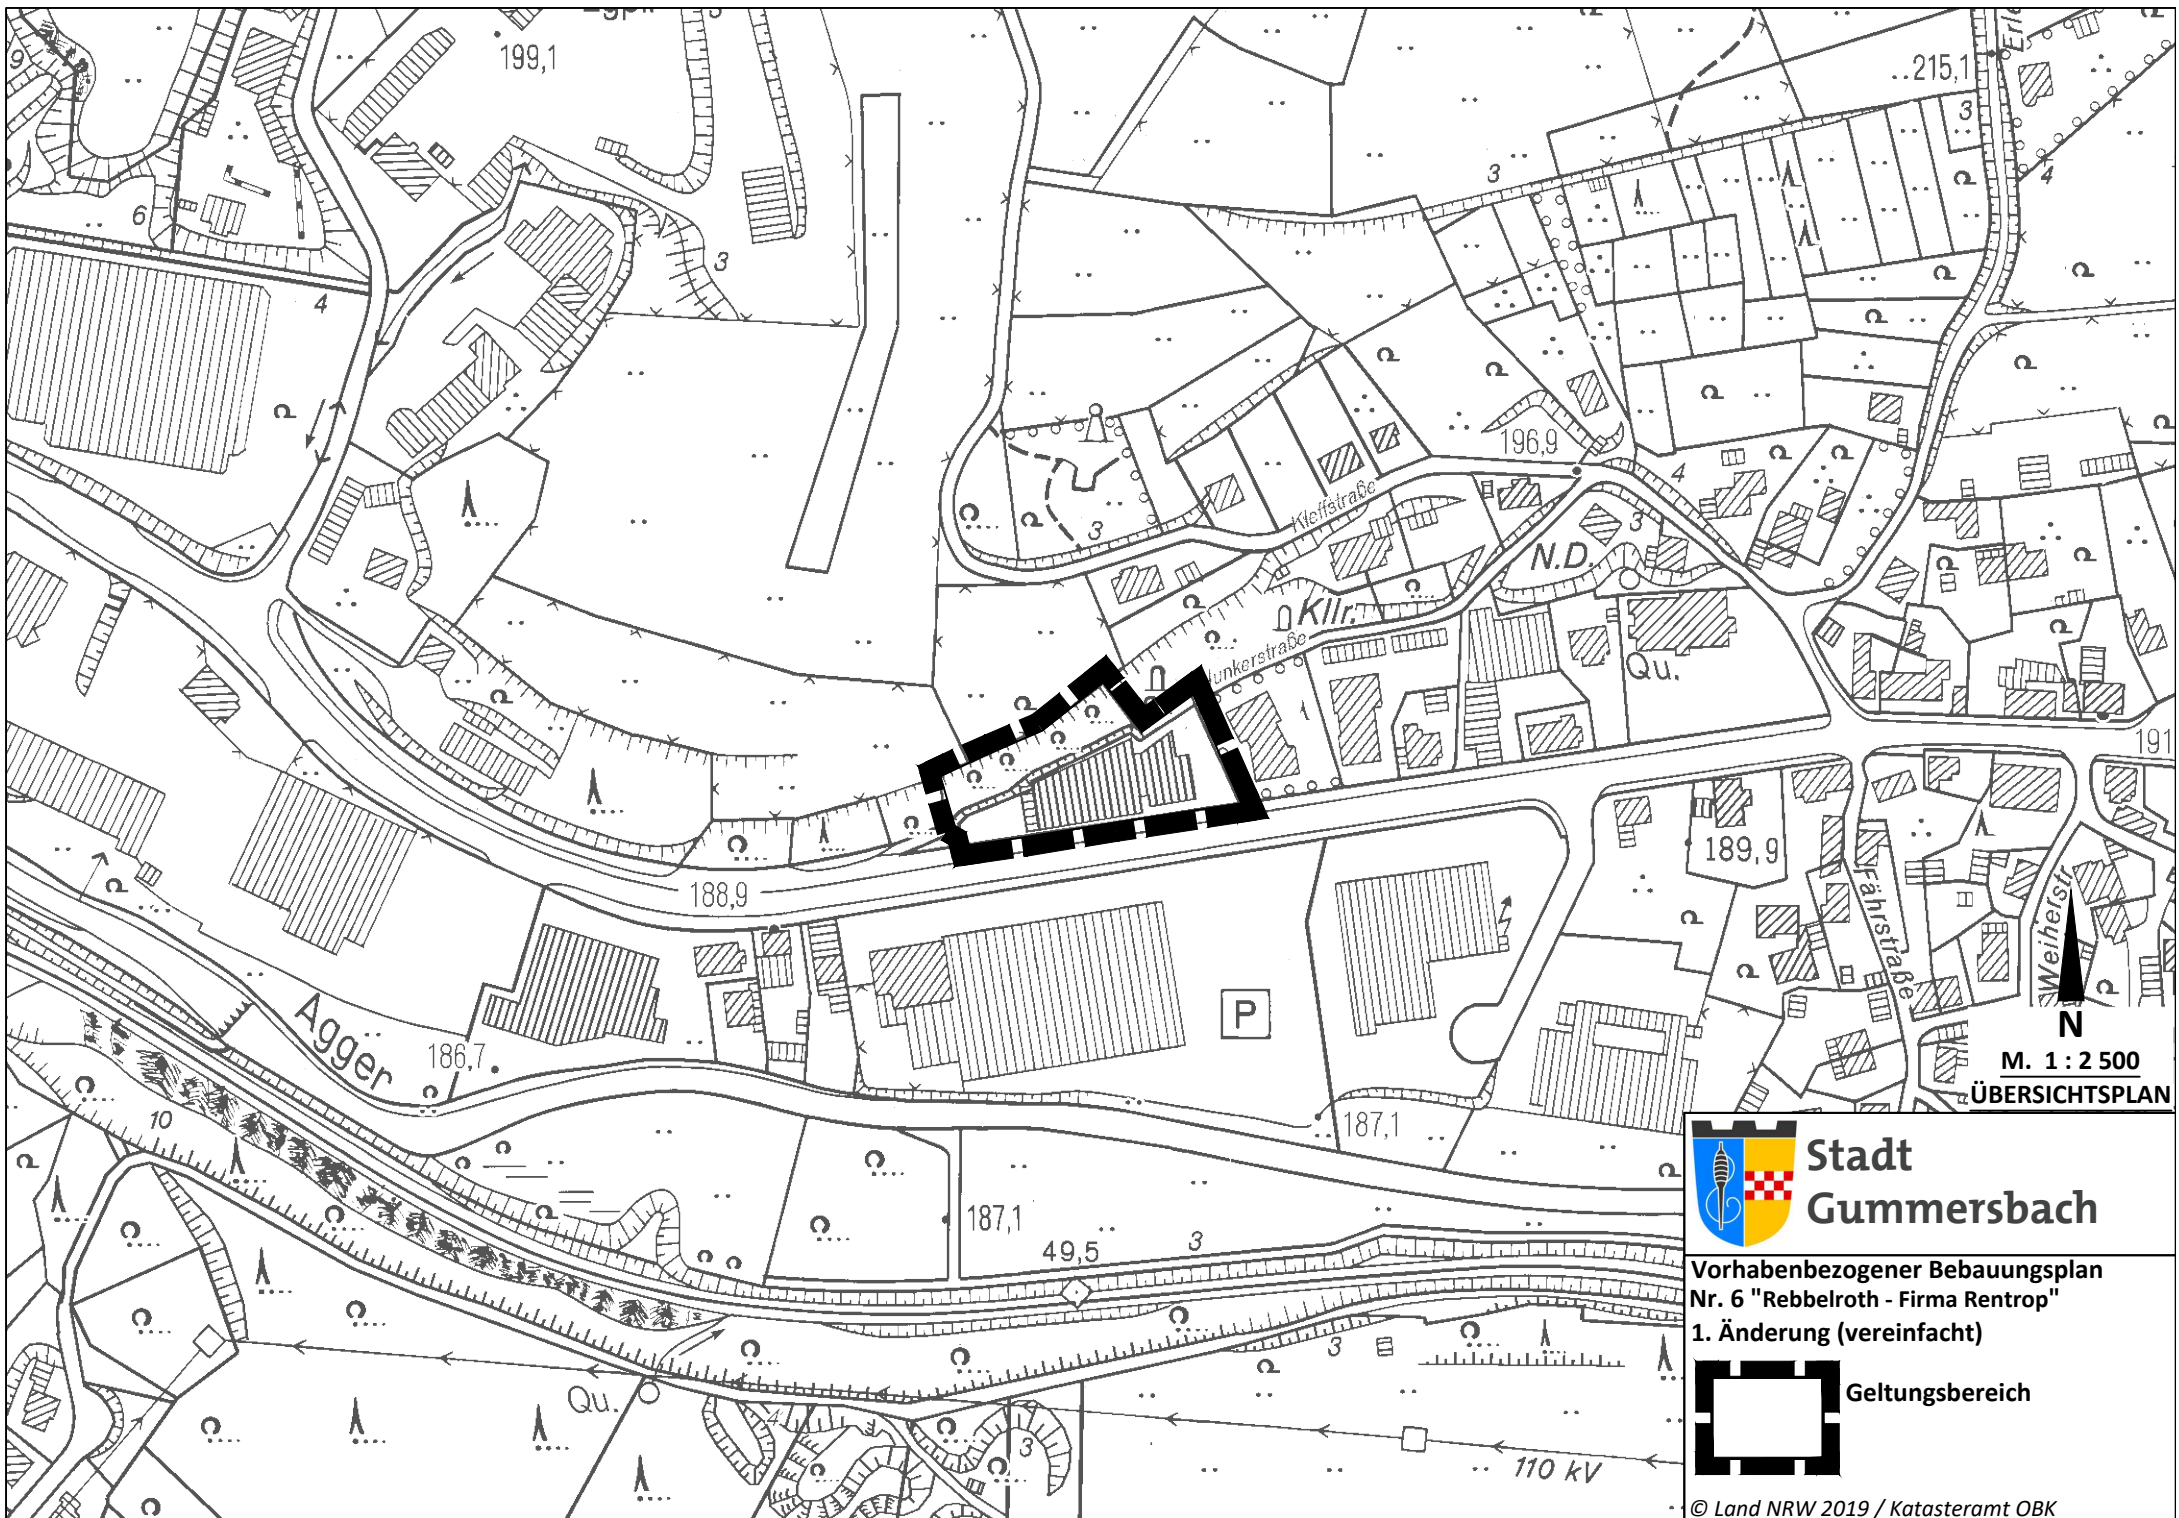 199,1
215,1
9
3
3
4
6
3
4
196,9
4
Kleffstraße
3
3
N.D.
Kllr.
Junkerstraße
Qu.
191
188,9
189,9
Fährstraße
Weiherstr
P
Agger
186,7
N
M. 1 : 2 500
ÜBERSICHTSPLAN
10
187,1
187,1
49,5
3
Stadt
Gummersbach
Vorhabenbezogener Bebauungsplan
Nr. 6 "Rebbelroth - Firma Rentrop"
1. Änderung (vereinfacht)
Geltungsbereich
3
Qu.
4
3
110 kV
© Land NRW 2019 / Katasteramt OBK